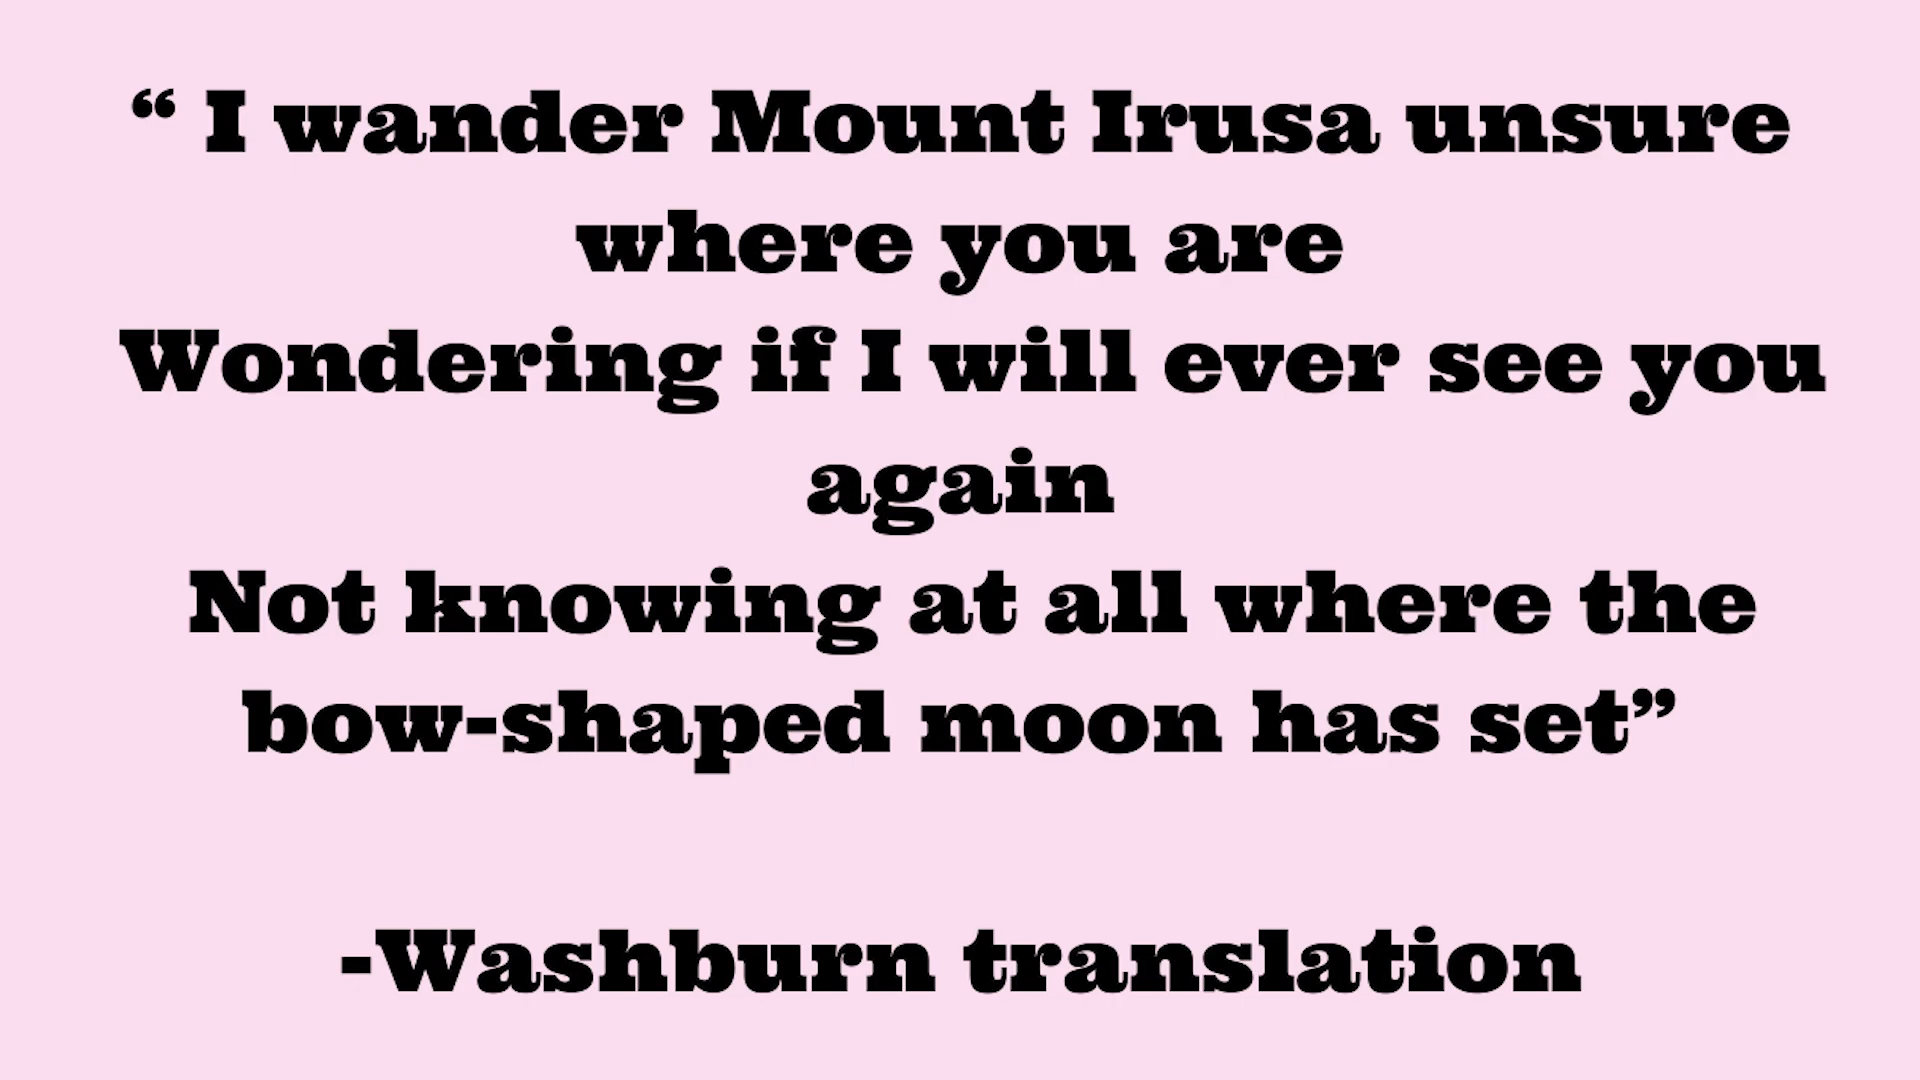 “ I wander Mount Irusa unsure
where you are
Wondering if I will ever see you
again
Not knowing at all where the
bow-shaped moon has set”
-Washburn translation